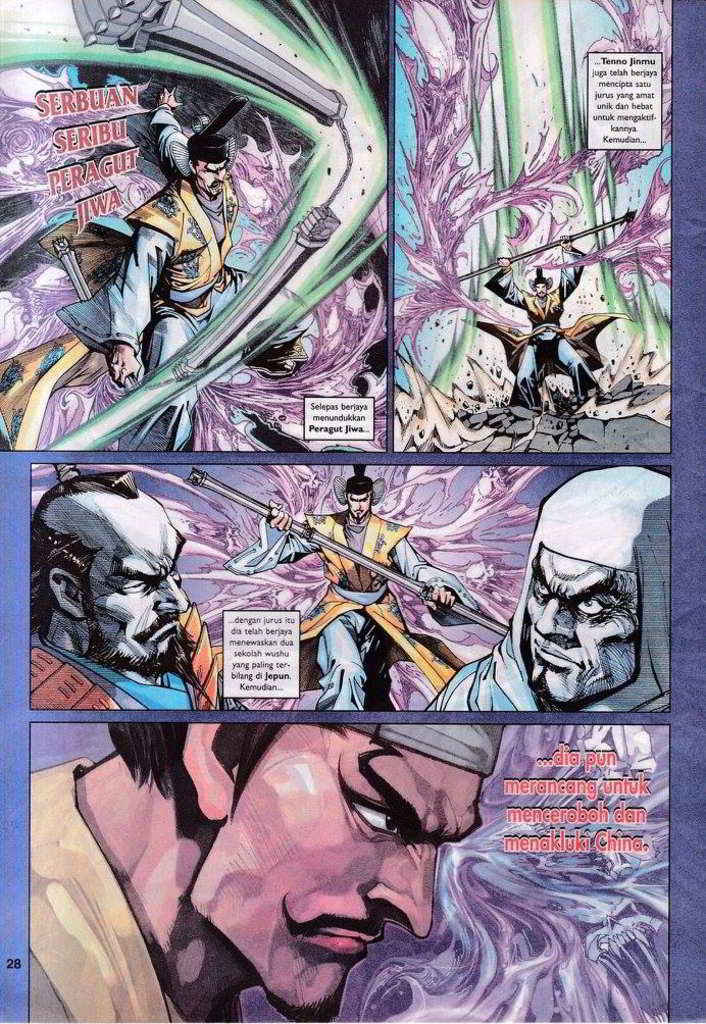 SERBUAN
SERIBU
PERAGUT
JIWA
Selepas berjaya
menundukkan
Peragut Jiwa...
...Tenno Jinmu
juga telah berjaya
mencipta satu
jurus yang amat
unik dan hebat
untuk mengaktif-
kannya.
Kemudian...
...dengan jurus itu
dia telah berjaya
menewaskan dua
sekolah wushu
yang paling ter-
bilang di Jepun.
Kemudian...
...dia pun
merancang untuk
menceroboh dan
menakluki China.
28